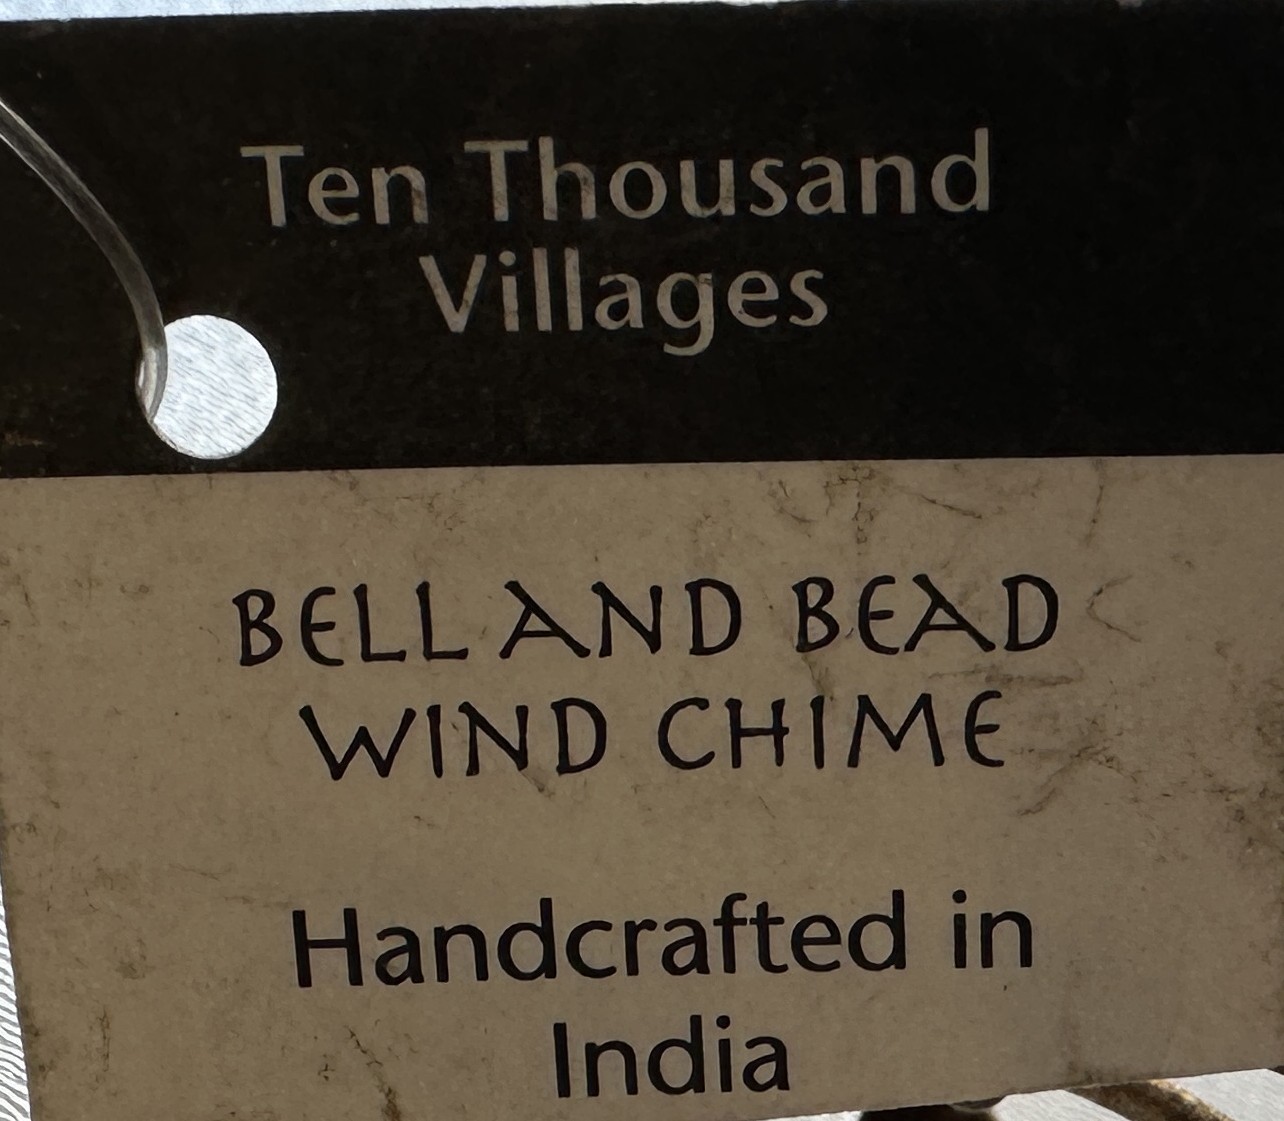 Ten Thousand
Villages
BELL AND BEAD
WIND CHIME
Handcrafted in
India